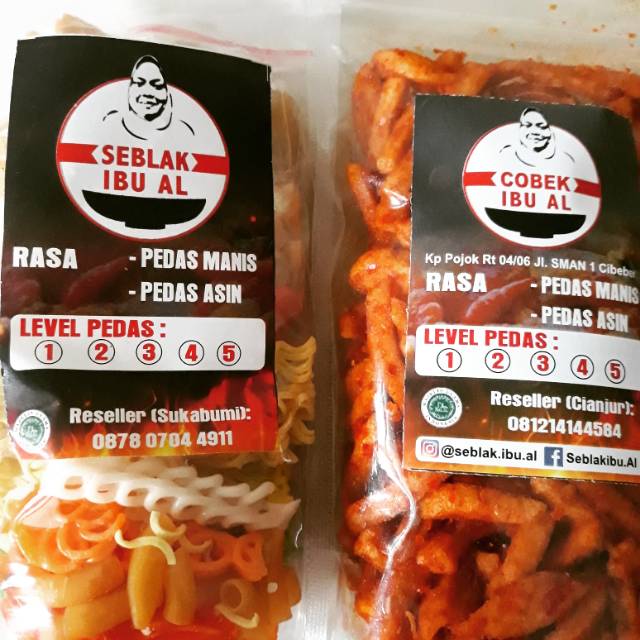 SEBLAK
IBU AL
RASA - PEDAS MANIS
- PEDAS ASIN
LEVEL PEDAS :
1 2 3 4 5
Reseller (Sukabumi):
0878 0704 4911
COBEK
IBU AL
Kp Pojok Rt 04/06 Jl. SMAN 1 Cibeber
RASA - PEDAS MANIS
- PEDAS ASIN
LEVEL PEDAS :
1 2 3 4 5
Reseller (Cianjur):
081214144584
@seblak.ibu.al Seblakibu.Al